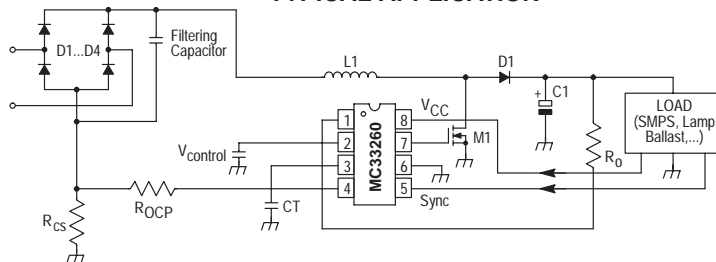 TYPICAL APPLICATION
D1...D4
Filtering
Capacitor
L1
D1
+
C1
LOAD
(SMPS, Lamp
Ballast,...)
VCC
M1
RO
MC33260
1
2
3
4
8
7
6
5
Sync
Vcontrol
ROCP
CT
RCS